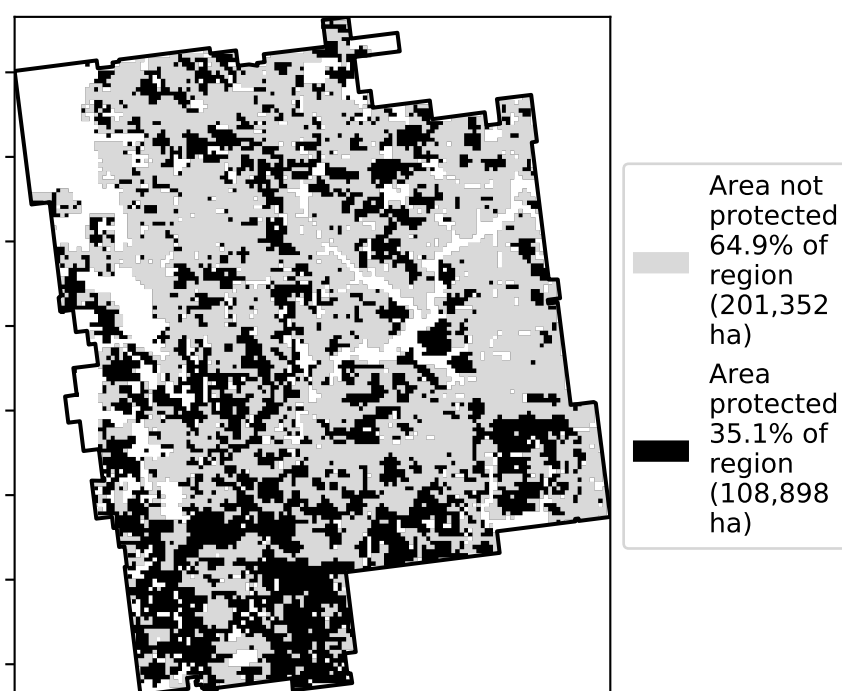 Area not
protected
64.9% of
region
(201,352
ha)
Area
protected
35.1% of
region
(108,898
ha)